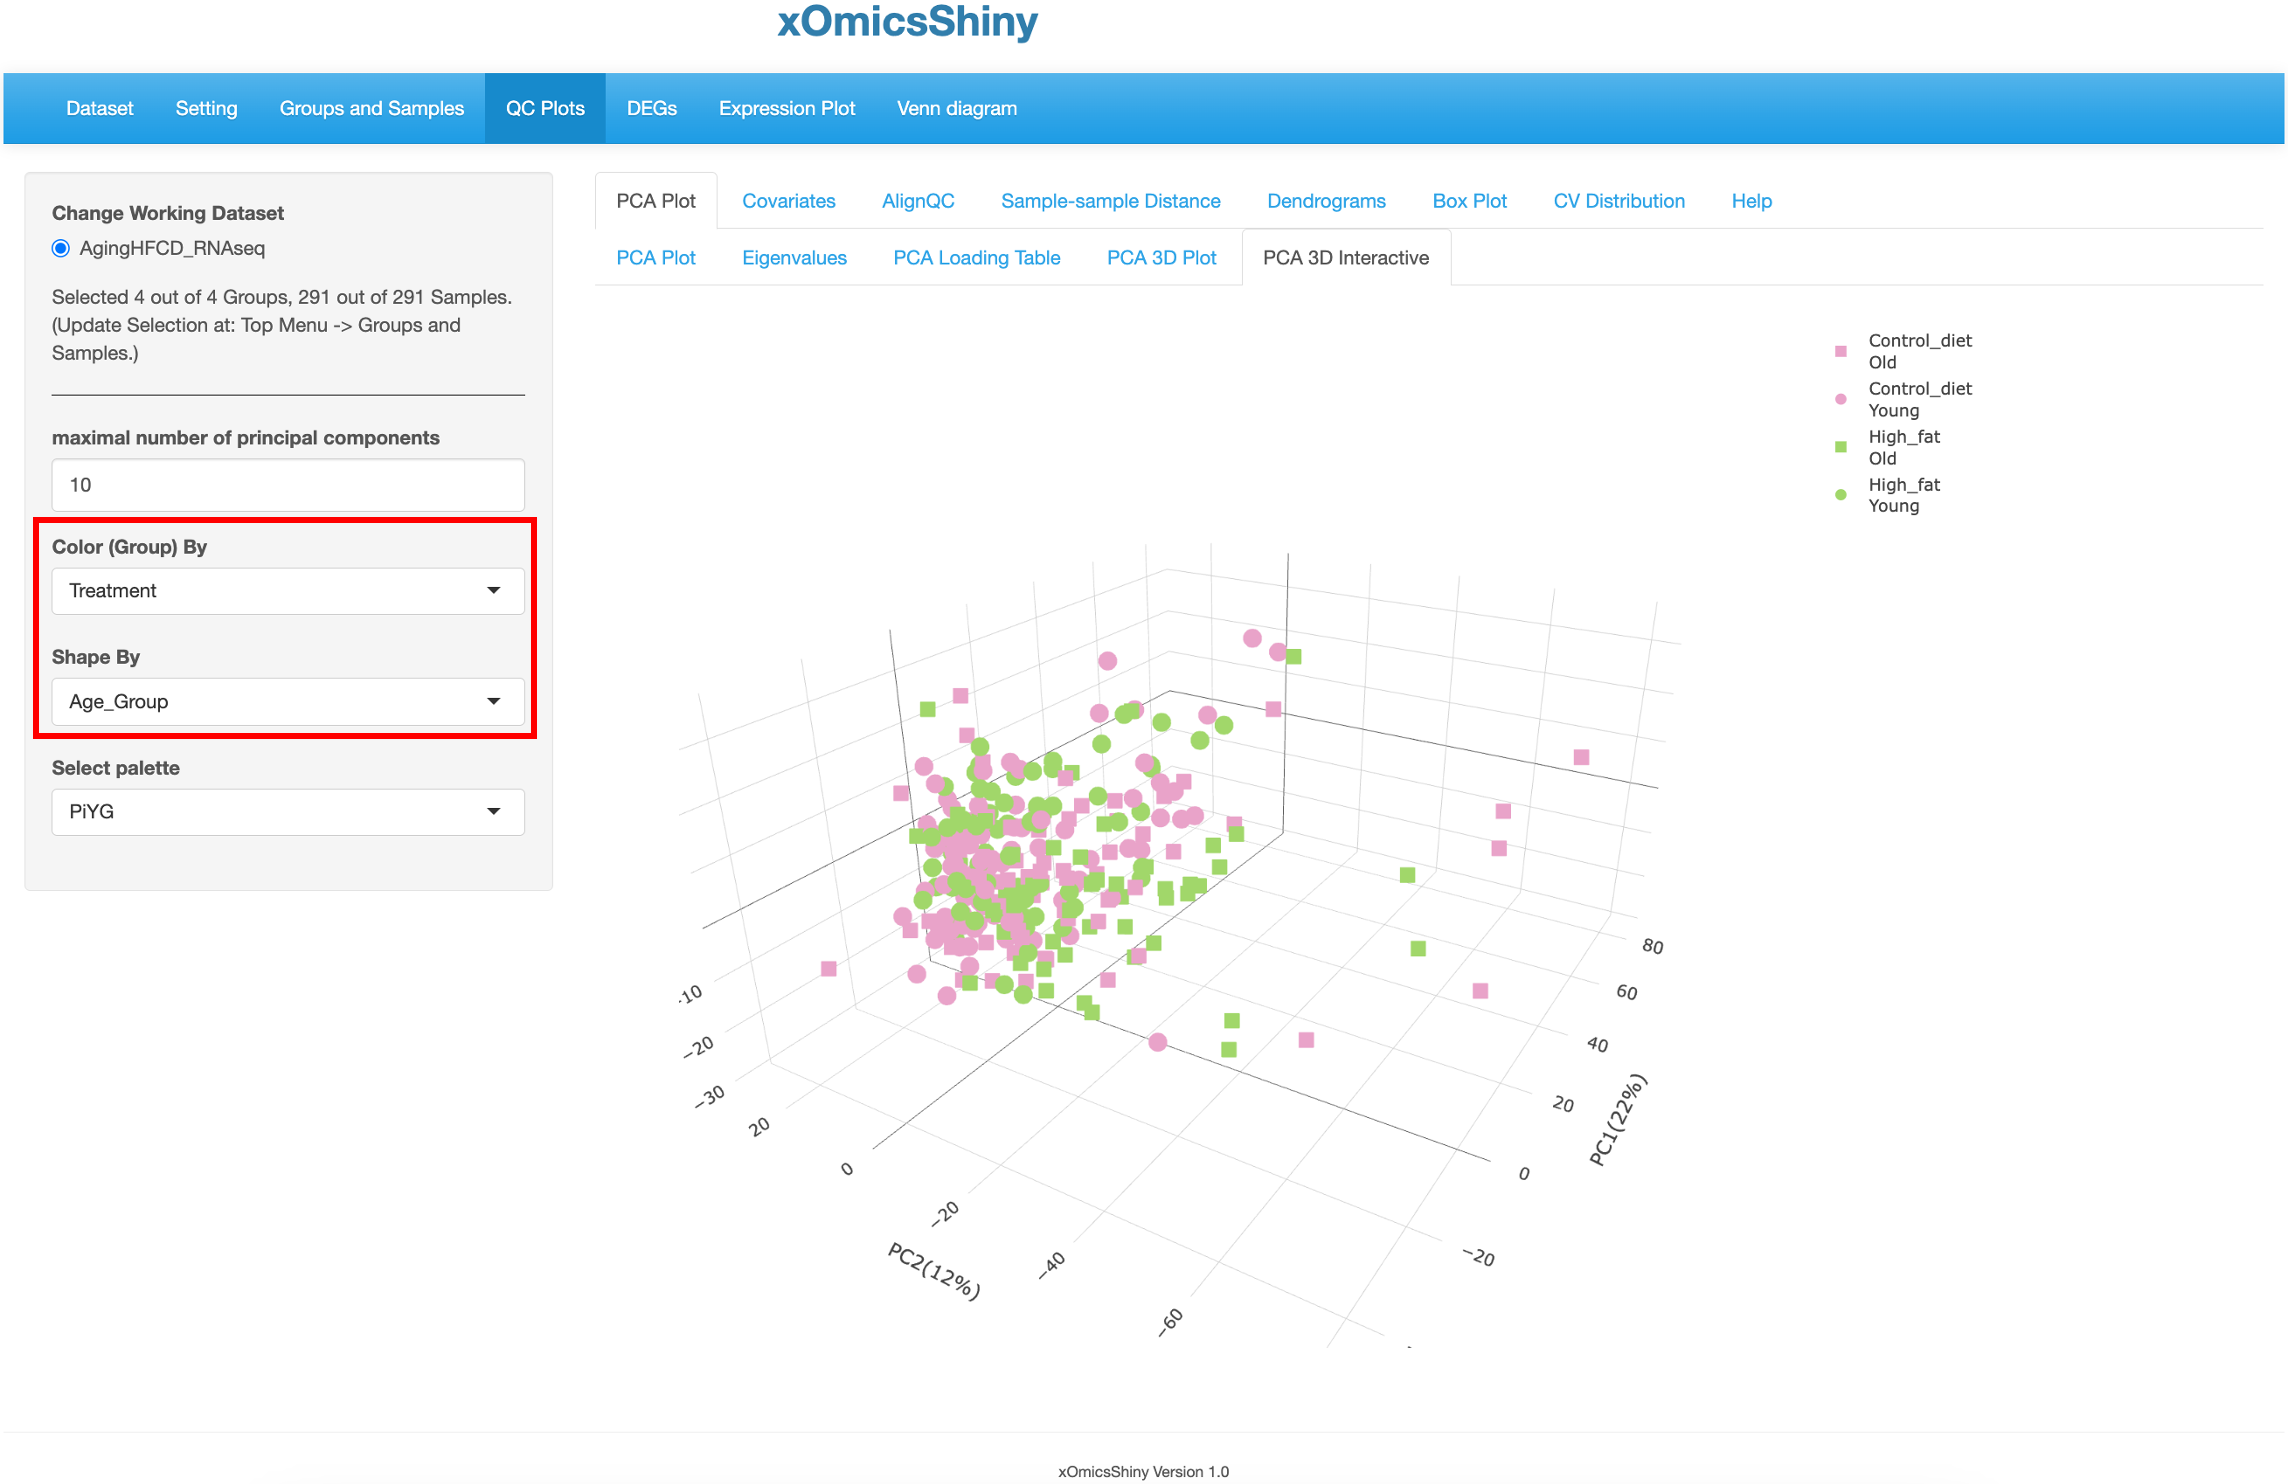 xOmicsShiny
Dataset Setting Groups and Samples QC Plots DEGs Expression Plot Venn diagram
Change Working Dataset
AgingHFCD_RNAseq
Selected 4 out of 4 Groups, 291 out of 291 Samples.
(Update Selection at: Top Menu -> Groups and
Samples.)
maximal number of principal components
10
Color (Group) By
Treatment
Shape By
Age_Group
Select palette
PiYG
PCA Plot Covariates AlignQC Sample-sample Distance Dendrograms Box Plot CV Distribution Help
PCA Plot Eigenvalues PCA Loading Table PCA 3D Plot PCA 3D Interactive
Control_diet
Old
Control_diet
Young
High_fat
Old
High_fat
Young
-10
−20
−30
20
0
−20
−40
−60
PC2(12%)
80
60
40
20
0
−20
PC1(22%)
xOmicsShiny Version 1.0